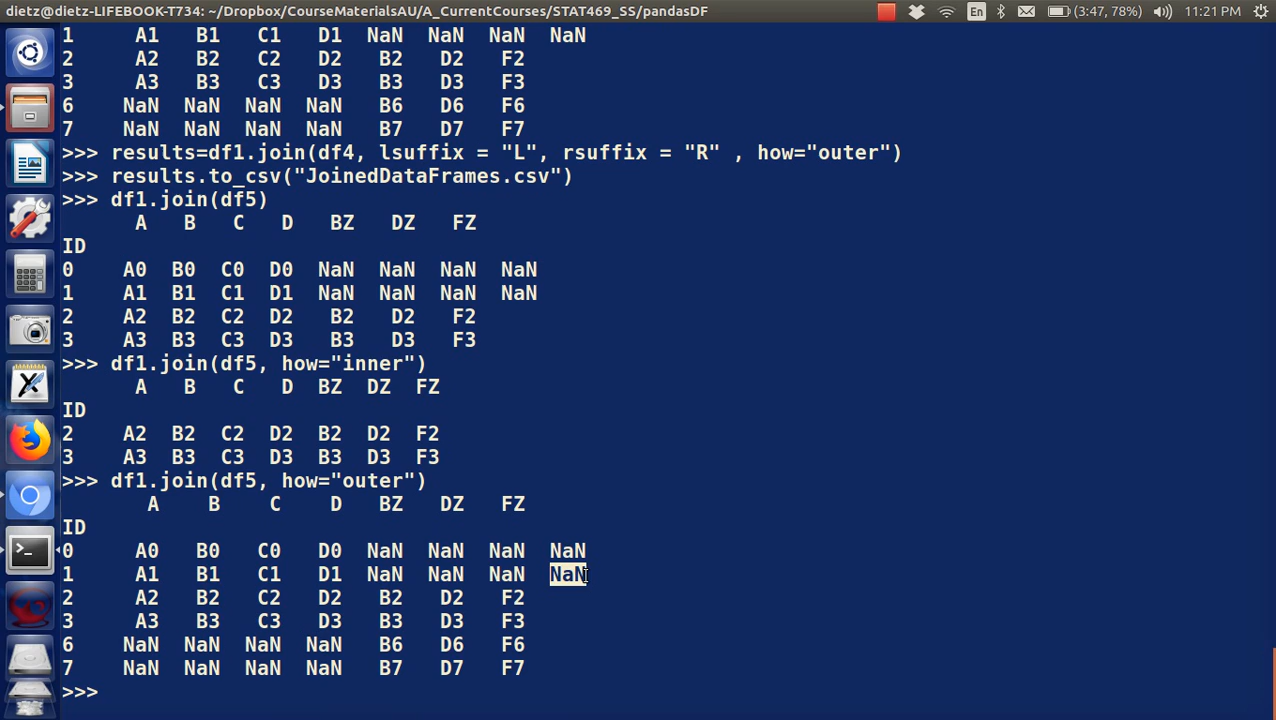 dietz-LIFEBOOK-T734: ~/Dropbox/CourseMaterialsAU/A_CurrentCourses/STAT469_SS/pandasDF En (3:47, 78%) 11:21 PM
1 A1 B1 C1 D1 NaN NaN NaN NaN
2 A2 B2 C2 D2 B2 D2 F2
3 A3 B3 C3 D3 B3 D3 F3
6 NaN NaN NaN NaN B6 D6 F6
7 NaN NaN NaN NaN B7 D7 F7
>>> results=df1.join(df4, lsuffix = "L", rsuffix = "R" , how="outer")
>>> results.to_csv("JoinedDataFrames.csv")
>>> df1.join(df5)
A B C D BZ DZ FZ
ID
0 A0 B0 C0 D0 NaN NaN NaN NaN
1 A1 B1 C1 D1 NaN NaN NaN NaN
2 A2 B2 C2 D2 B2 D2 F2
3 A3 B3 C3 D3 B3 D3 F3
>>> df1.join(df5, how="inner")
A B C D BZ DZ FZ
ID
2 A2 B2 C2 D2 B2 D2 F2
3 A3 B3 C3 D3 B3 D3 F3
>>> df1.join(df5, how="outer")
A B C D BZ DZ FZ
ID
0 A0 B0 C0 D0 NaN NaN NaN NaN
1 A1 B1 C1 D1 NaN NaN NaN NaN
2 A2 B2 C2 D2 B2 D2 F2
3 A3 B3 C3 D3 B3 D3 F3
6 NaN NaN NaN NaN B6 D6 F6
7 NaN NaN NaN NaN B7 D7 F7
>>>